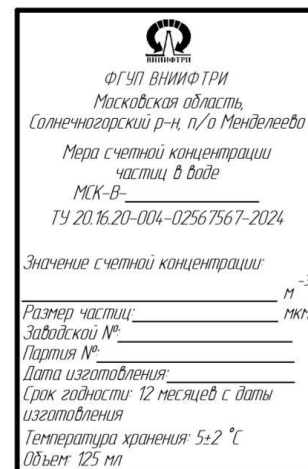 ВНИИФТРИ
ФГУП ВНИИФТРИ
Московская область,
Солнечногорский р-н, п/о Менделеево
Мера счетной концентрации
частиц в воде
МСК-В-
ТУ 20.16.20-004-02567567-2024
Значение счетной концентрации:
м⁻³
Размер частиц: мкм
Заводской №:
Партия №:
Дата изготовления:
Срок годности: 12 месяцев с даты
изготовления
Температура хранения: 5±2 °С
Объем: 125 мл